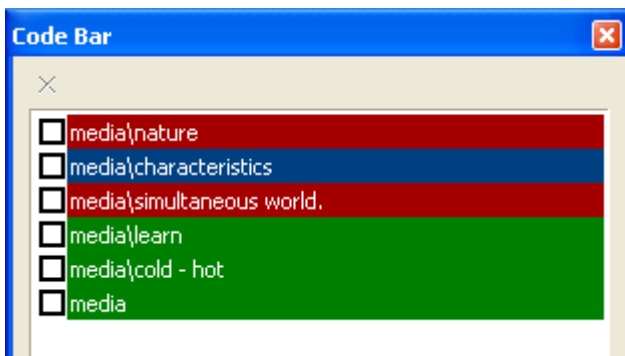 Code Bar
media\nature
media\characteristics
media\simultaneous world.
media\learn
media\cold - hot
media